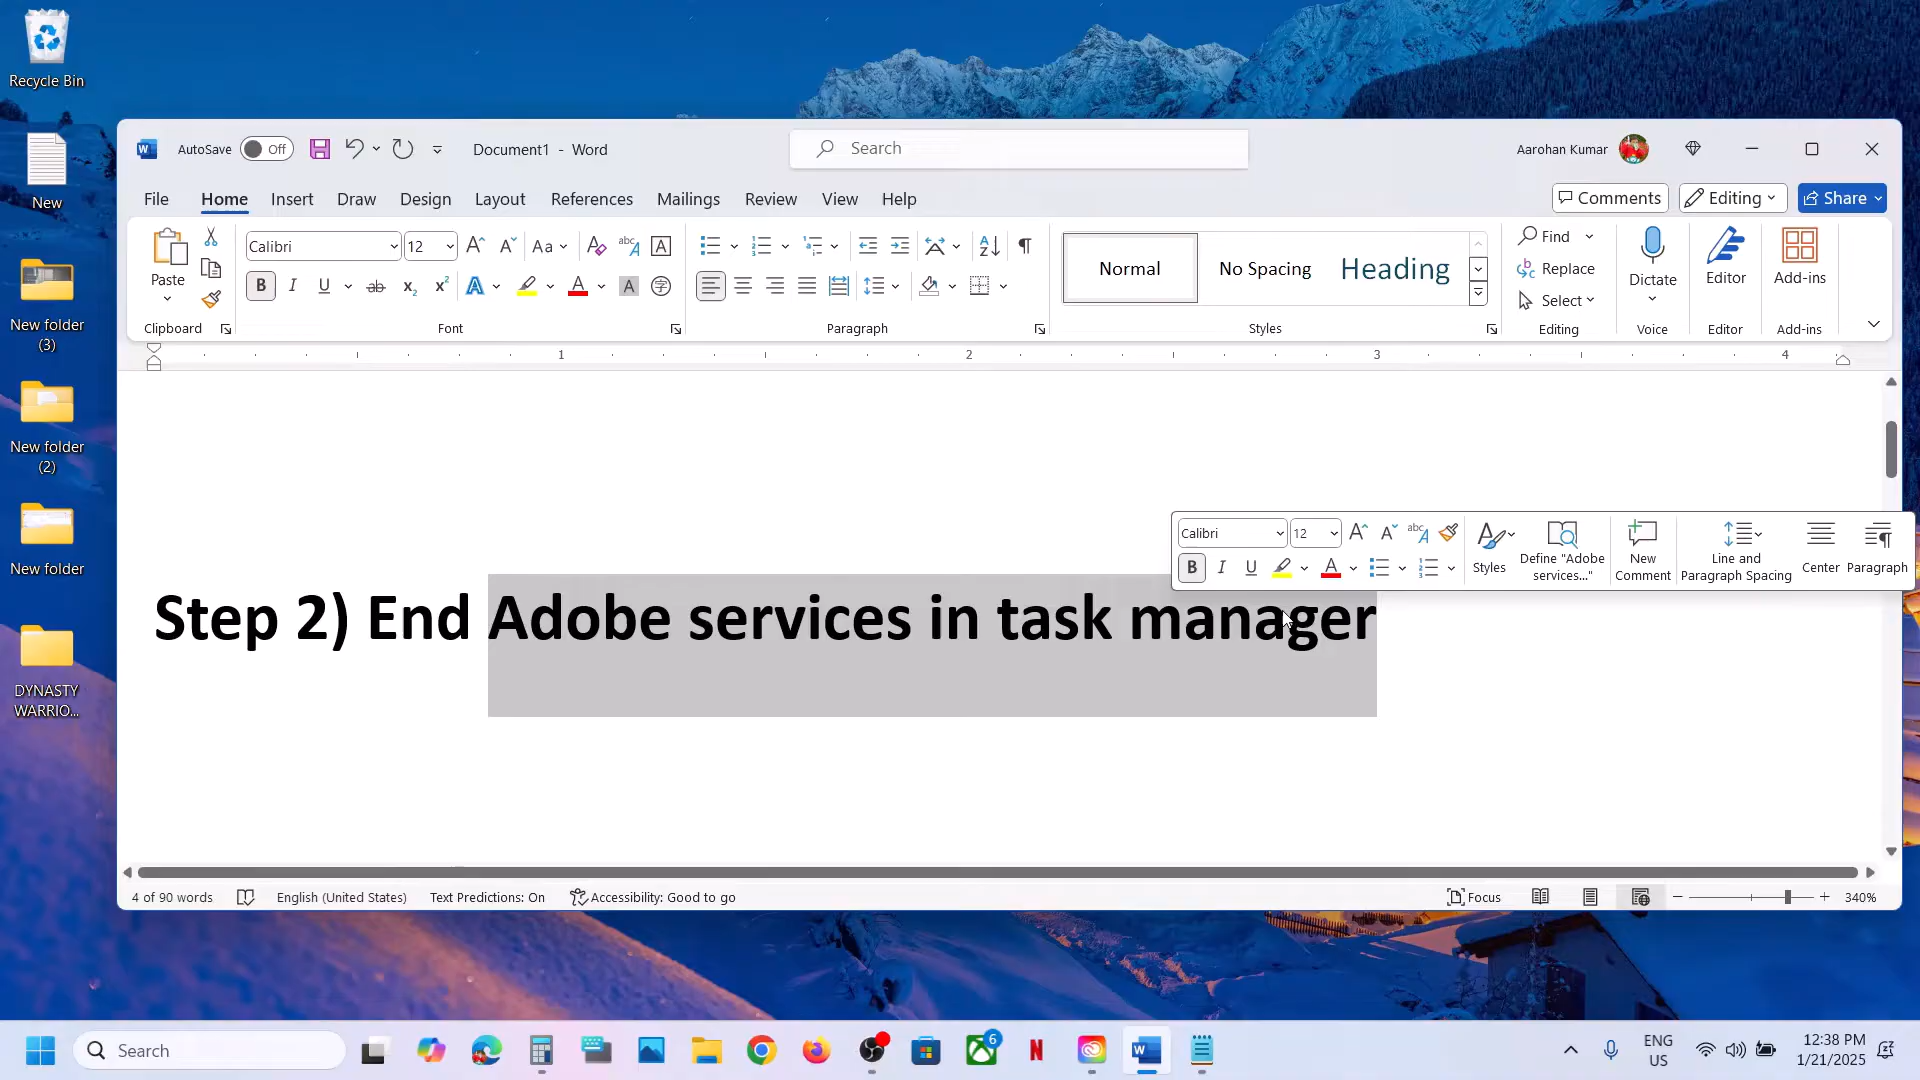 Recycle Bin
New
New folder
(3)
New folder
(2)
New folder
DYNASTY
WARRIO...
AutoSave
Off
Document1 - Word
Search
Aarohan Kumar
File Home Insert Draw Design Layout References Mailings Review View Help
Comments
Editing
Share
Paste
Clipboard
Calibri
12
Font
Paragraph
Normal
No Spacing
Heading
Styles
Find
Replace
Select
Editing
Dictate
Voice
Editor
Editor
Add-ins
Add-ins
1 2 3 4
Calibri
12
Styles
Define "Adobe
services..."
New
Comment
Line and
Paragraph Spacing
Center
Paragraph
Step 2) End Adobe services in task manager
4 of 90 words
English (United States)
Text Predictions: On
Accessibility: Good to go
Focus
340%
Search
6
ENG
US
12:38 PM
1/21/2025